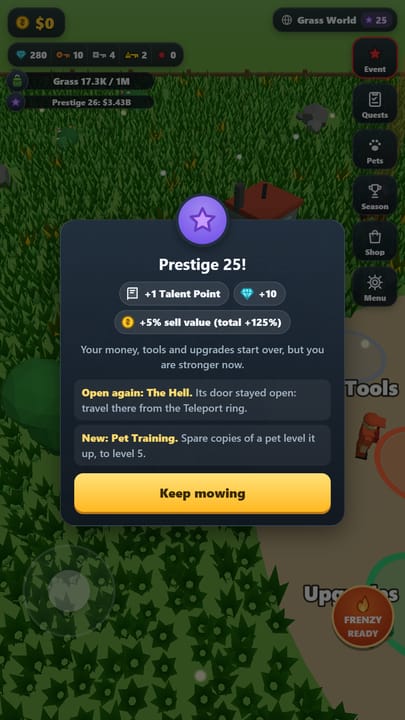 $0
Grass World 25
280 10 4 2 0
Grass 17.3K / 1M
Prestige 26: $3.43B
Event
Quests
Pets
Season
Shop
Menu
Prestige 25!
+1 Talent Point
+10
+5% sell value (total +125%)
Your money, tools and upgrades start over, but you
are stronger now.
Open again: The Hell. Its door stayed open:
travel there from the Teleport ring.
New: Pet Training. Spare copies of a pet level it
up, to level 5.
Keep mowing
Tools
Upgrades
FRENZY
READY